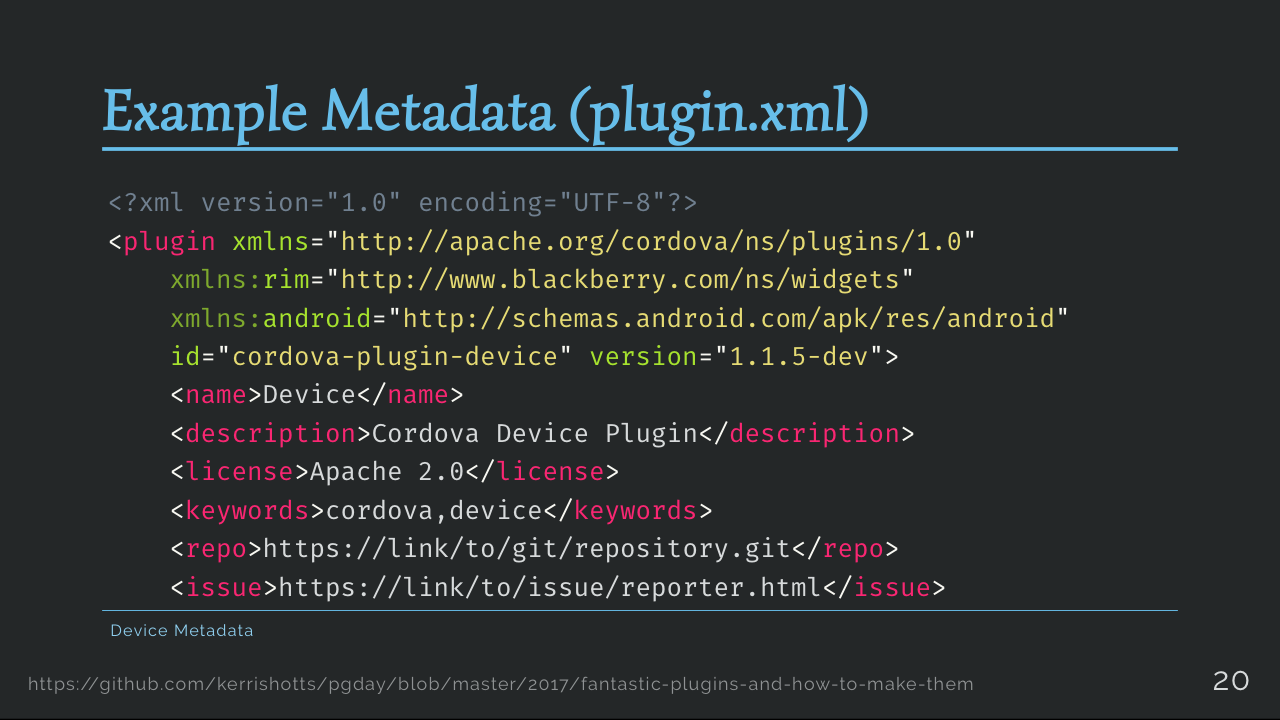 Example Metadata (plugin.xml)
<?xml version="1.0" encoding="UTF-8"?>
<plugin xmlns="http://apache.org/cordova/ns/plugins/1.0"
    xmlns:rim="http://www.blackberry.com/ns/widgets"
    xmlns:android="http://schemas.android.com/apk/res/android"
    id="cordova-plugin-device" version="1.1.5-dev">
    <name>Device</name>
    <description>Cordova Device Plugin</description>
    <license>Apache 2.0</license>
    <keywords>cordova,device</keywords>
    <repo>https://link/to/git/repository.git</repo>
    <issue>https://link/to/issue/reporter.html</issue>
Device Metadata
https://github.com/kerrishotts/pgday/blob/master/2017/fantastic-plugins-and-how-to-make-them
20